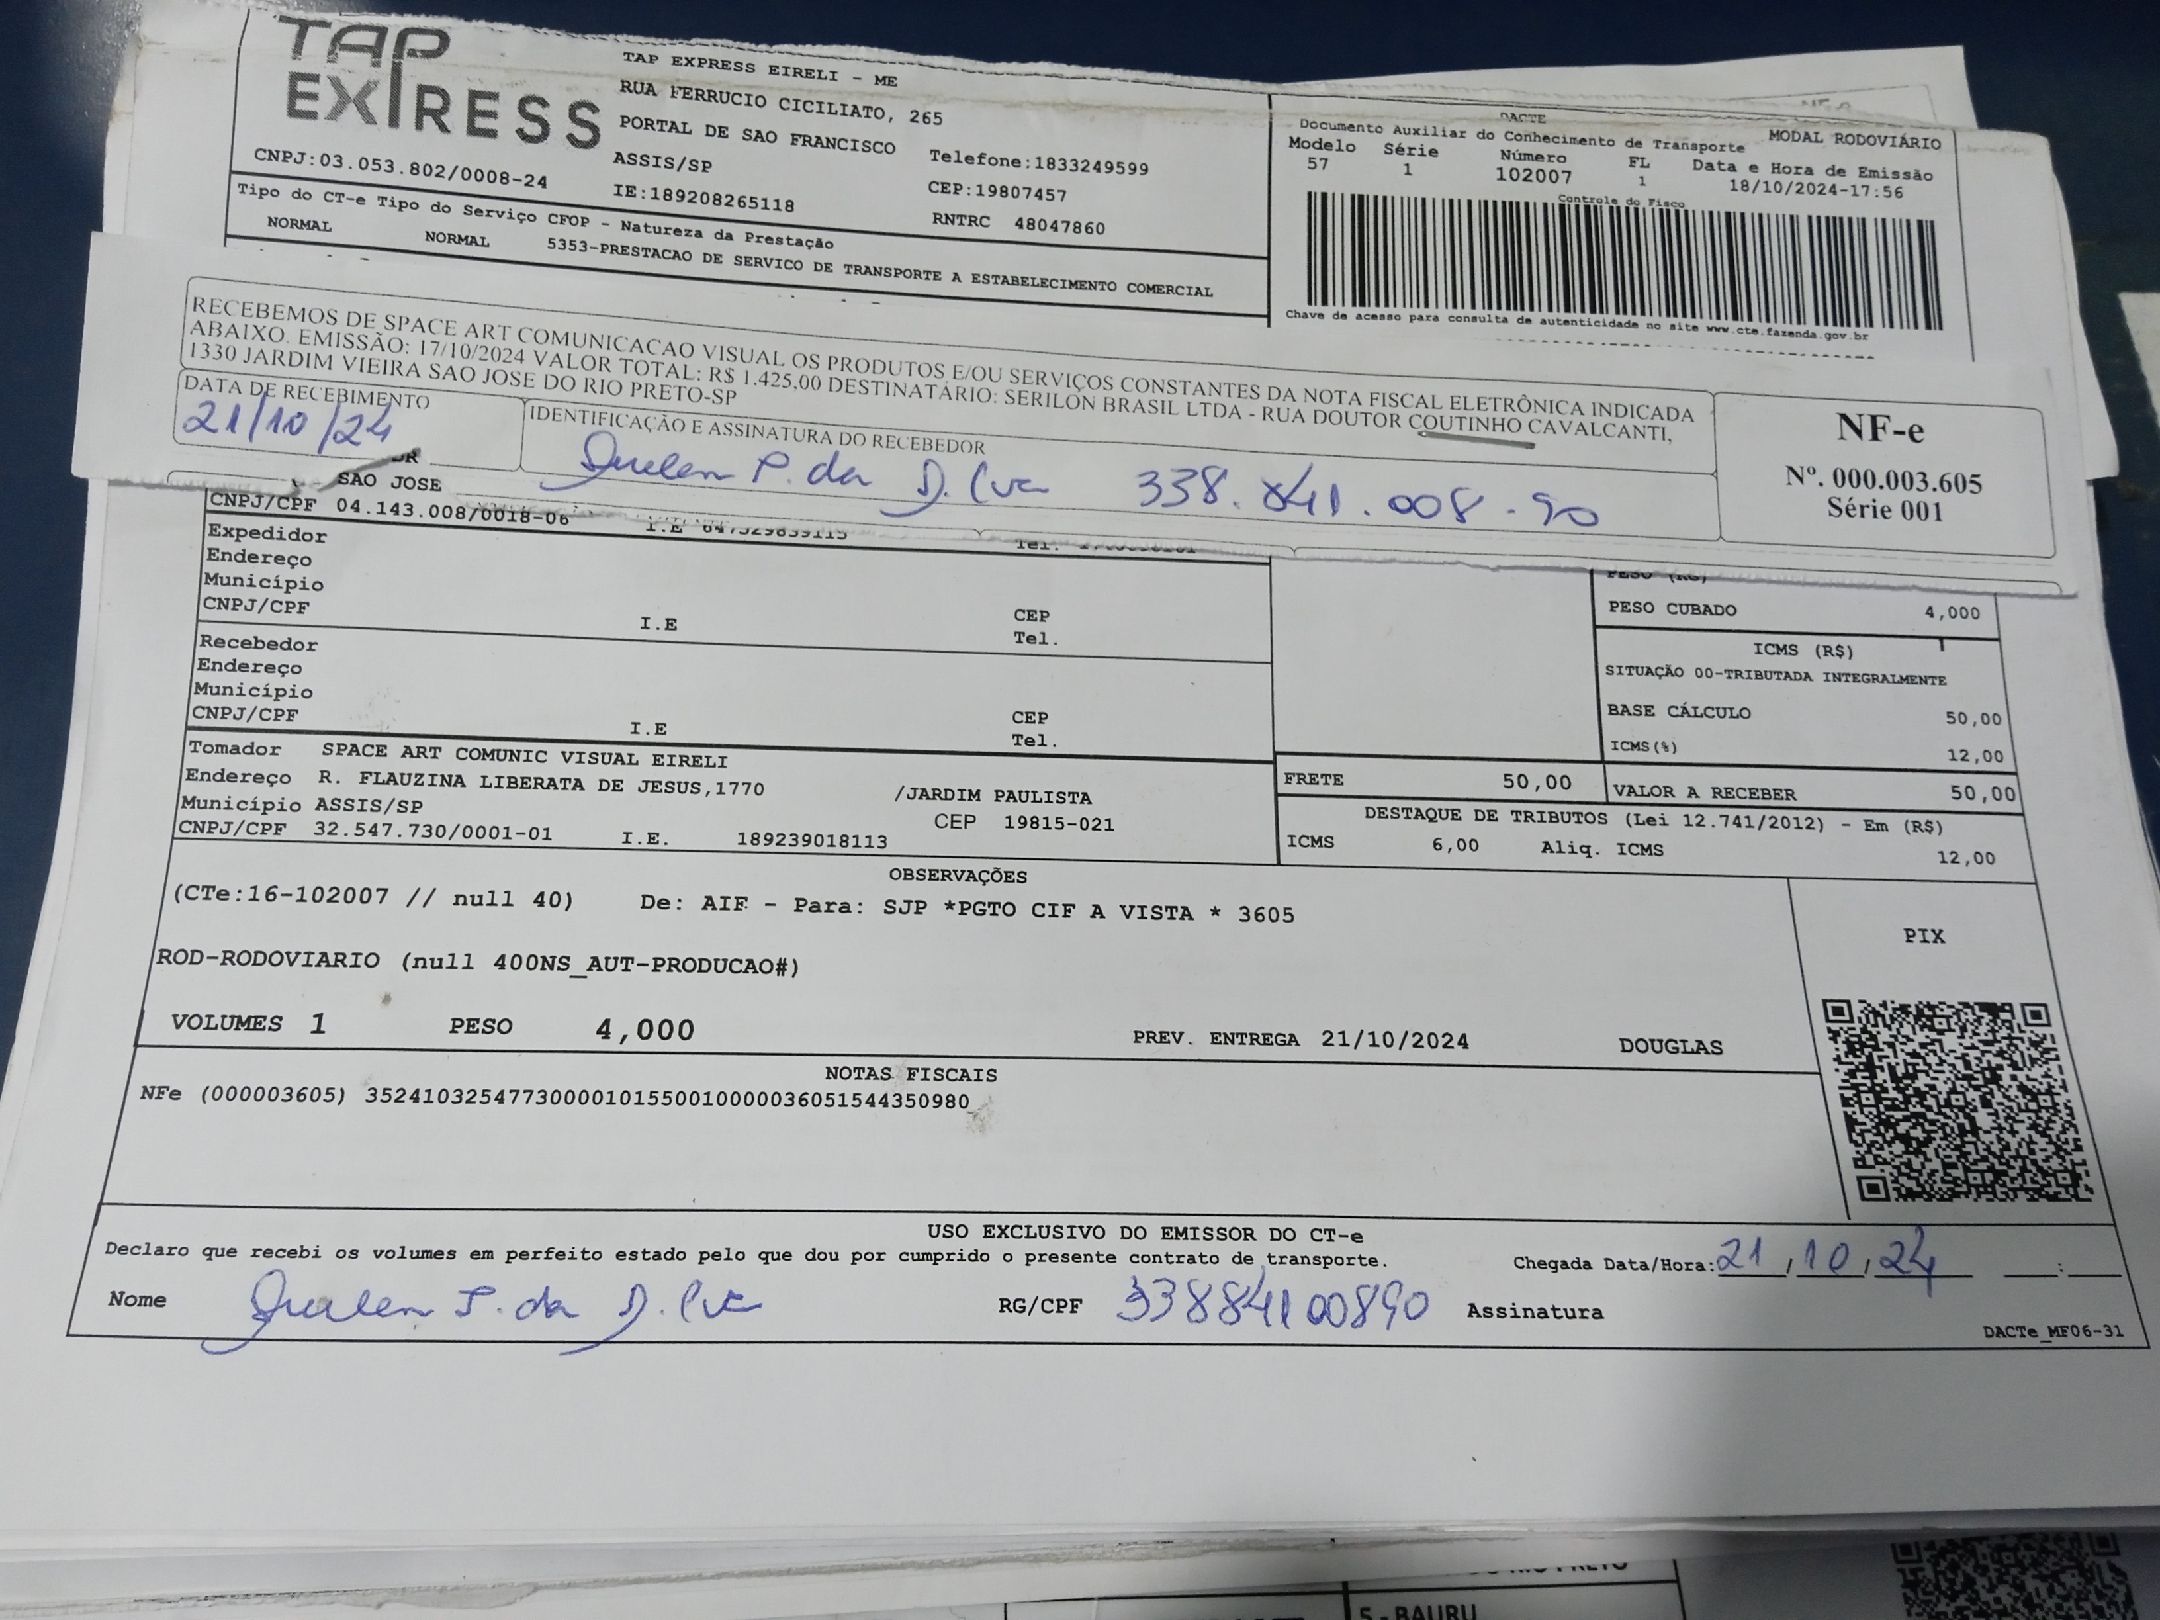 TAP EXPRESS
TAP EXPRESS EIRELI - ME
RUA FERRUCIO CICILIATO, 265
PORTAL DE SAO FRANCISCO
ASSIS/SP
Telefone:1833249599
CNPJ:03.053.802/0008-24
IE:189208265118
CEP:19807457
RNTRC 48047860
DACTE
Documento Auxiliar do Conhecimento de Transporte
MODAL RODOVIÁRIO
Modelo Série Número FL Data e Hora de Emissão
57 1 102007 1 18/10/2024-17:56
Controle do Fisco
Tipo do CT-e Tipo do Serviço CFOP - Natureza da Prestação
NORMAL NORMAL 5353-PRESTACAO DE SERVICO DE TRANSPORTE A ESTABELECIMENTO COMERCIAL
Chave de acesso para consulta de autenticidade no site www.cte.fazenda.gov.br
RECEBEMOS DE SPACE ART COMUNICACAO VISUAL OS PRODUTOS E/OU SERVIÇOS CONSTANTES DA NOTA FISCAL ELETRÔNICA INDICADA
ABAIXO. EMISSÃO: 17/10/2024 VALOR TOTAL: R$ 1.425,00 DESTINATÁRIO: SERILON BRASIL LTDA - RUA DOUTOR COUTINHO CAVALCANTI,
1330 JARDIM VIEIRA SAO JOSE DO RIO PRETO-SP
DATA DE RECEBIMENTO
21/10/24
IDENTIFICAÇÃO E ASSINATURA DO RECEBEDOR
338.841.008-90
NF-e
Nº. 000.003.605
Série 001
SAO JOSE
CNPJ/CPF 04.143.008/0018-06 I.E 647529639115
Tel.
Expedidor
Endereço
Município
CNPJ/CPF I.E
CEP
Tel.
Recebedor
Endereço
Município
CNPJ/CPF I.E
CEP
Tel.
PESO (KG)
PESO CUBADO 4,000
ICMS (R$)
SITUAÇÃO 00-TRIBUTADA INTEGRALMENTE
BASE CÁLCULO 50,00
ICMS(%) 12,00
Tomador SPACE ART COMUNIC VISUAL EIRELI
Endereço R. FLAUZINA LIBERATA DE JESUS,1770 /JARDIM PAULISTA
Município ASSIS/SP CEP 19815-021
CNPJ/CPF 32.547.730/0001-01 I.E. 189239018113
FRETE 50,00 VALOR A RECEBER 50,00
DESTAQUE DE TRIBUTOS (Lei 12.741/2012) - Em (R$)
ICMS 6,00 Aliq. ICMS 12,00
OBSERVAÇÕES
(CTe:16-102007 // null 40) De: AIF - Para: SJP *PGTO CIF A VISTA * 3605
ROD-RODOVIARIO (null 400NS_AUT-PRODUCAO#)
PIX
VOLUMES 1 PESO 4,000 PREV. ENTREGA 21/10/2024 DOUGLAS
NOTAS FISCAIS
NFe (000003605) 35241032547730000101550010000036051544350980
USO EXCLUSIVO DO EMISSOR DO CT-e
Declaro que recebi os volumes em perfeito estado pelo que dou por cumprido o presente contrato de transporte.
Chegada Data/Hora:21/10/24 :
Nome RG/CPF 33884100890 Assinatura
DACTe_MF06-31
5 - BAURU